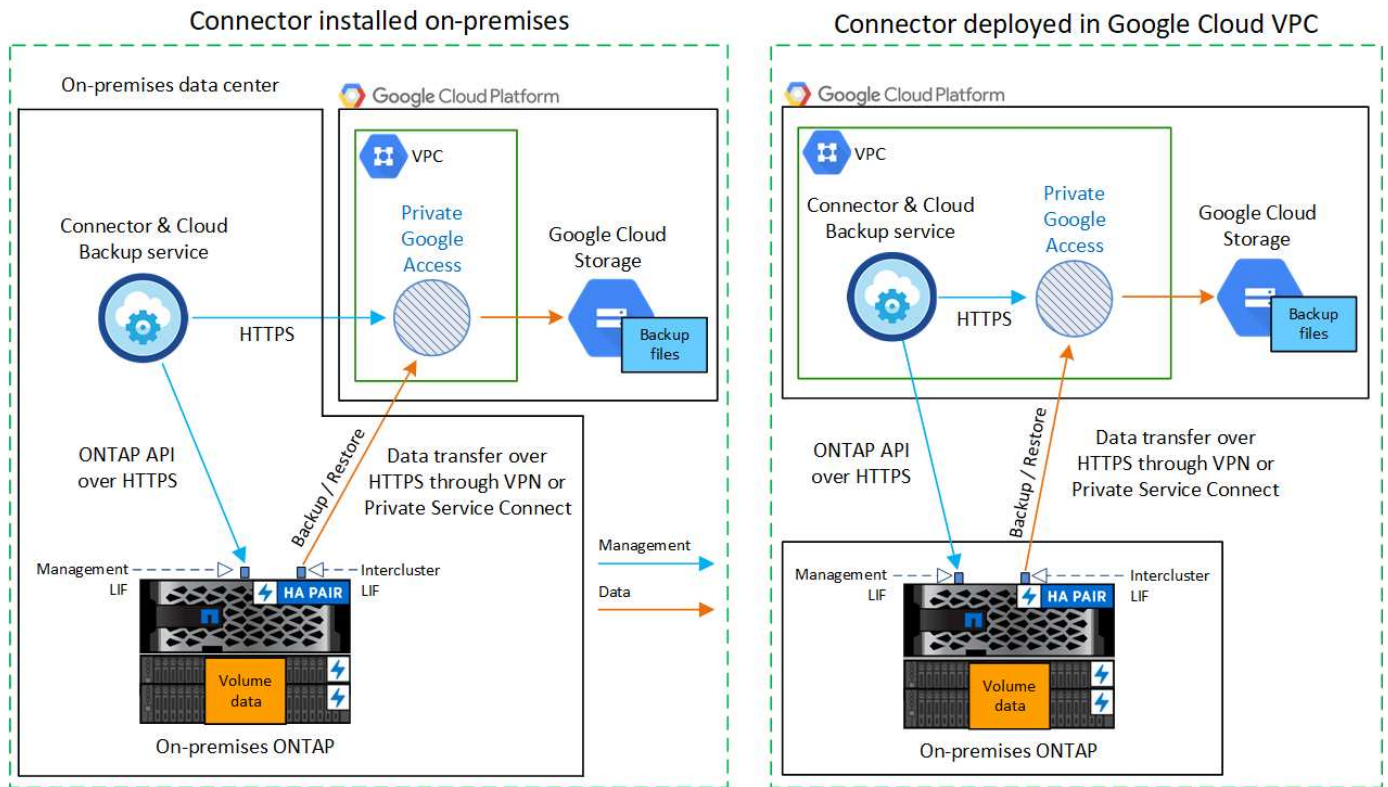 Connector installed on-premises
On-premises data center
Google Cloud Platform
VPC
Connector & Cloud
Backup service
Private
Google
Access
Google Cloud
Storage
HTTPS
Backup
files
ONTAP API
over HTTPS
Backup / Restore
Data transfer over
HTTPS through VPN or
Private Service Connect
Management
LIF
Intercluster
LIF
HA PAIR
Volume
data
On-premises ONTAP
Management
Data
Connector deployed in Google Cloud VPC
Google Cloud Platform
VPC
Connector & Cloud
Backup service
Private
Google
Access
Google Cloud
Storage
HTTPS
Backup
files
ONTAP API
over HTTPS
Backup / Restore
Data transfer over
HTTPS through VPN or
Private Service Connect
Management
LIF
Intercluster
LIF
HA PAIR
Volume
data
On-premises ONTAP